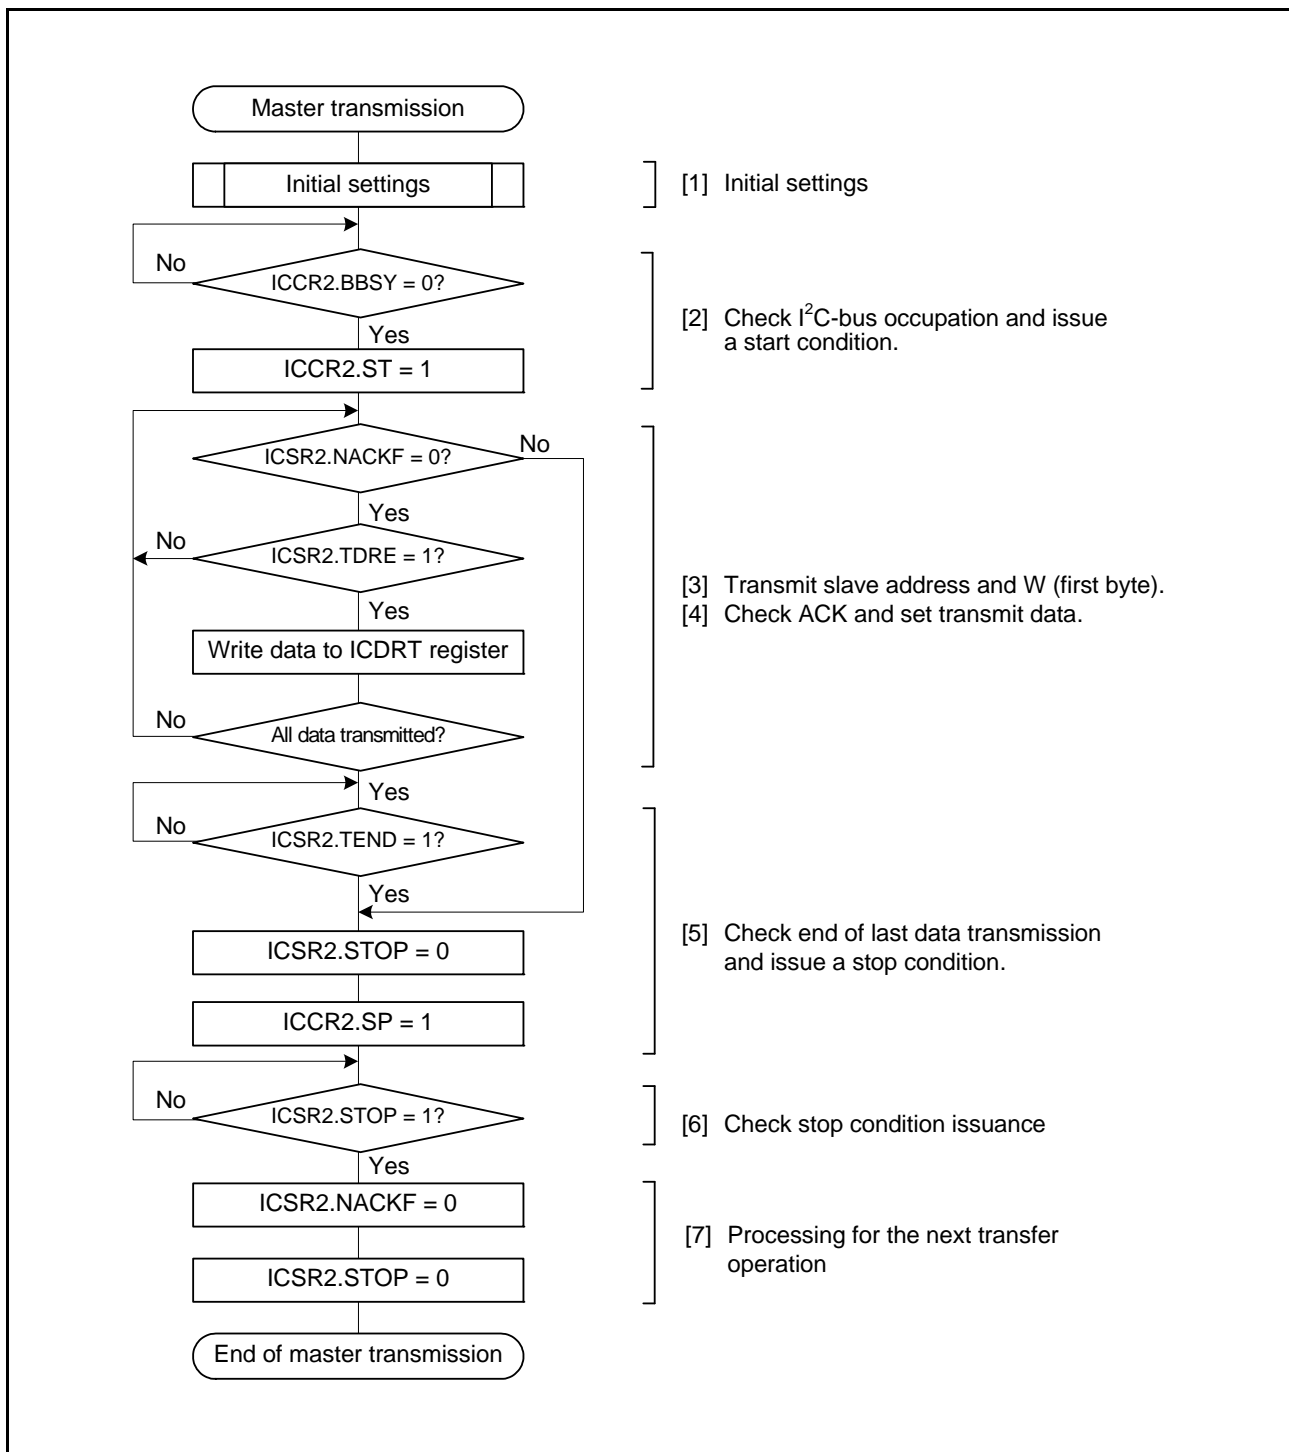 Master transmission
Initial settings
[1] Initial settings
No
ICCR2.BBSY = 0?
Yes
[2] Check I²C-bus occupation and issue
a start condition.
ICCR2.ST = 1
No
ICSR2.NACKF = 0?
Yes
No
ICSR2.TDRE = 1?
Yes
[3] Transmit slave address and W (first byte).
[4] Check ACK and set transmit data.
Write data to ICDRT register
No
All data transmitted?
Yes
No
ICSR2.TEND = 1?
Yes
[5] Check end of last data transmission
and issue a stop condition.
ICSR2.STOP = 0
ICCR2.SP = 1
No
ICSR2.STOP = 1?
[6] Check stop condition issuance
Yes
ICSR2.NACKF = 0
[7] Processing for the next transfer
operation
ICSR2.STOP = 0
End of master transmission